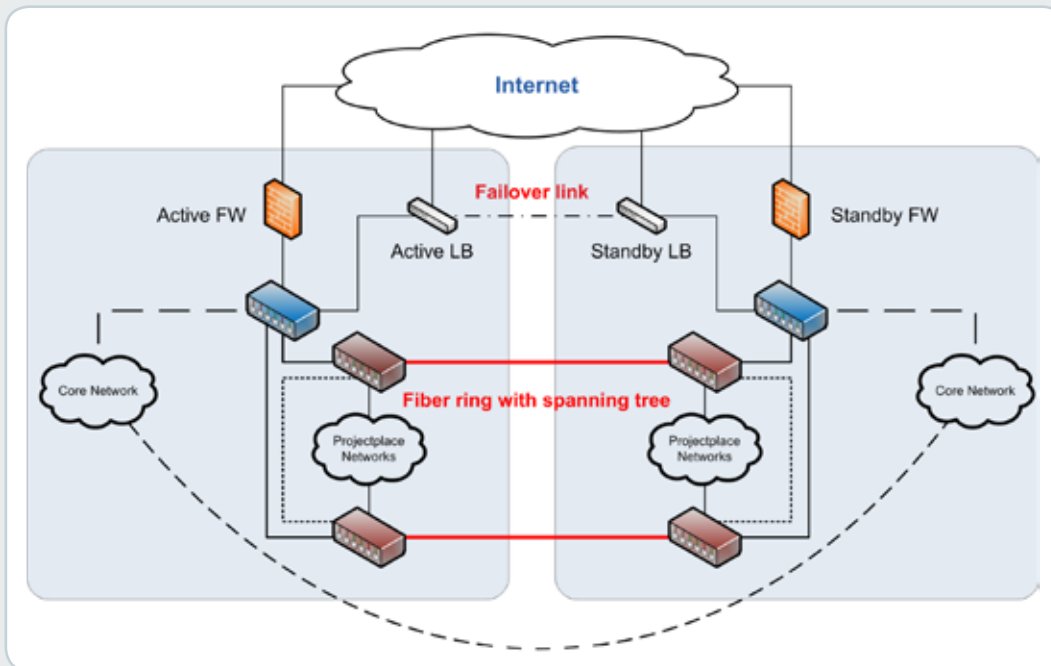 Internet
Failover link
Active FW
Standby FW
Active LB
Standby LB
Core Network
Core Network
Fiber ring with spanning tree
Projectplace
Networks
Projectplace
Networks